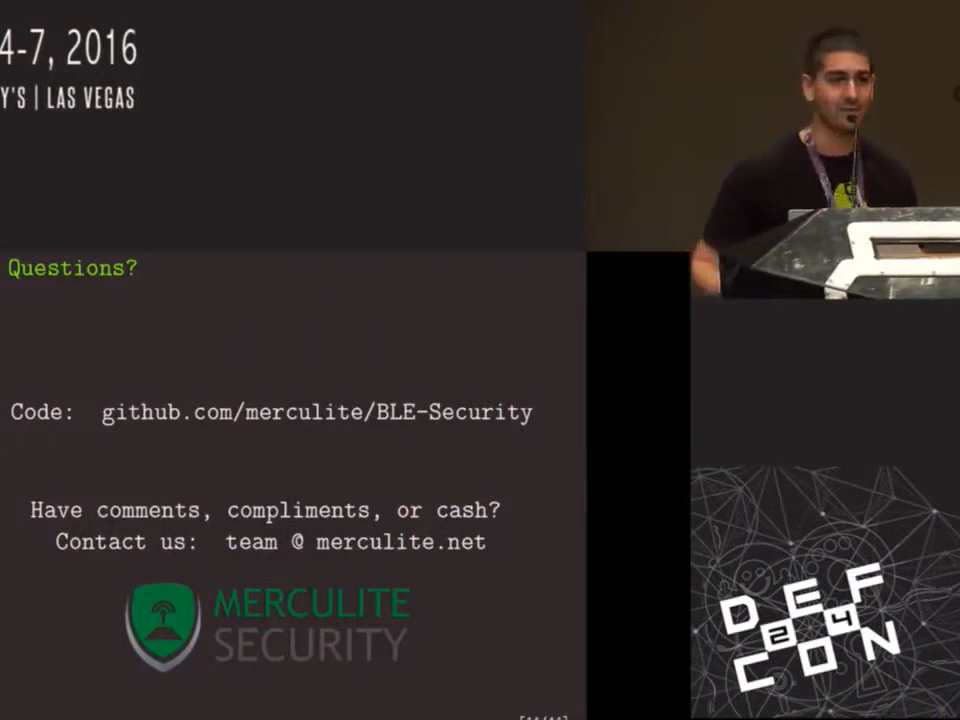 4-7, 2016
Y'S | LAS VEGAS
Questions?
Code: github.com/merculite/BLE-Security
Have comments, compliments, or cash?
Contact us: team @ merculite.net
MERCULITE
SECURITY
DEF
24
CON